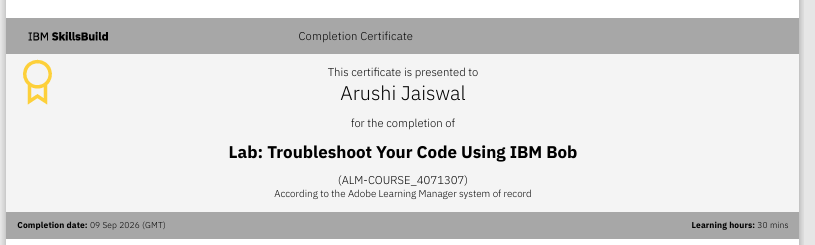 IBM SkillsBuild
Completion Certificate
This certificate is presented to
Arushi Jaiswal
for the completion of
Lab: Troubleshoot Your Code Using IBM Bob
(ALM-COURSE_4071307)
According to the Adobe Learning Manager system of record
Completion date: 09 Sep 2026 (GMT)
Learning hours: 30 mins